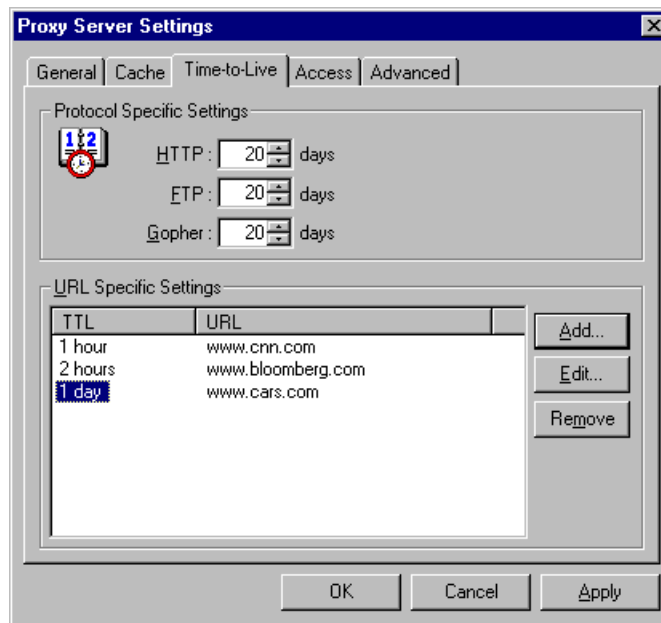 Proxy Server Settings
General Cache Time-to-Live Access Advanced
Protocol Specific Settings
HTTP : 20 days
FTP : 20 days
Gopher : 20 days
URL Specific Settings
TTL URL
1 hour www.cnn.com
2 hours www.bloomberg.com
1 day www.cars.com
Add...
Edit...
Remove
OK Cancel Apply